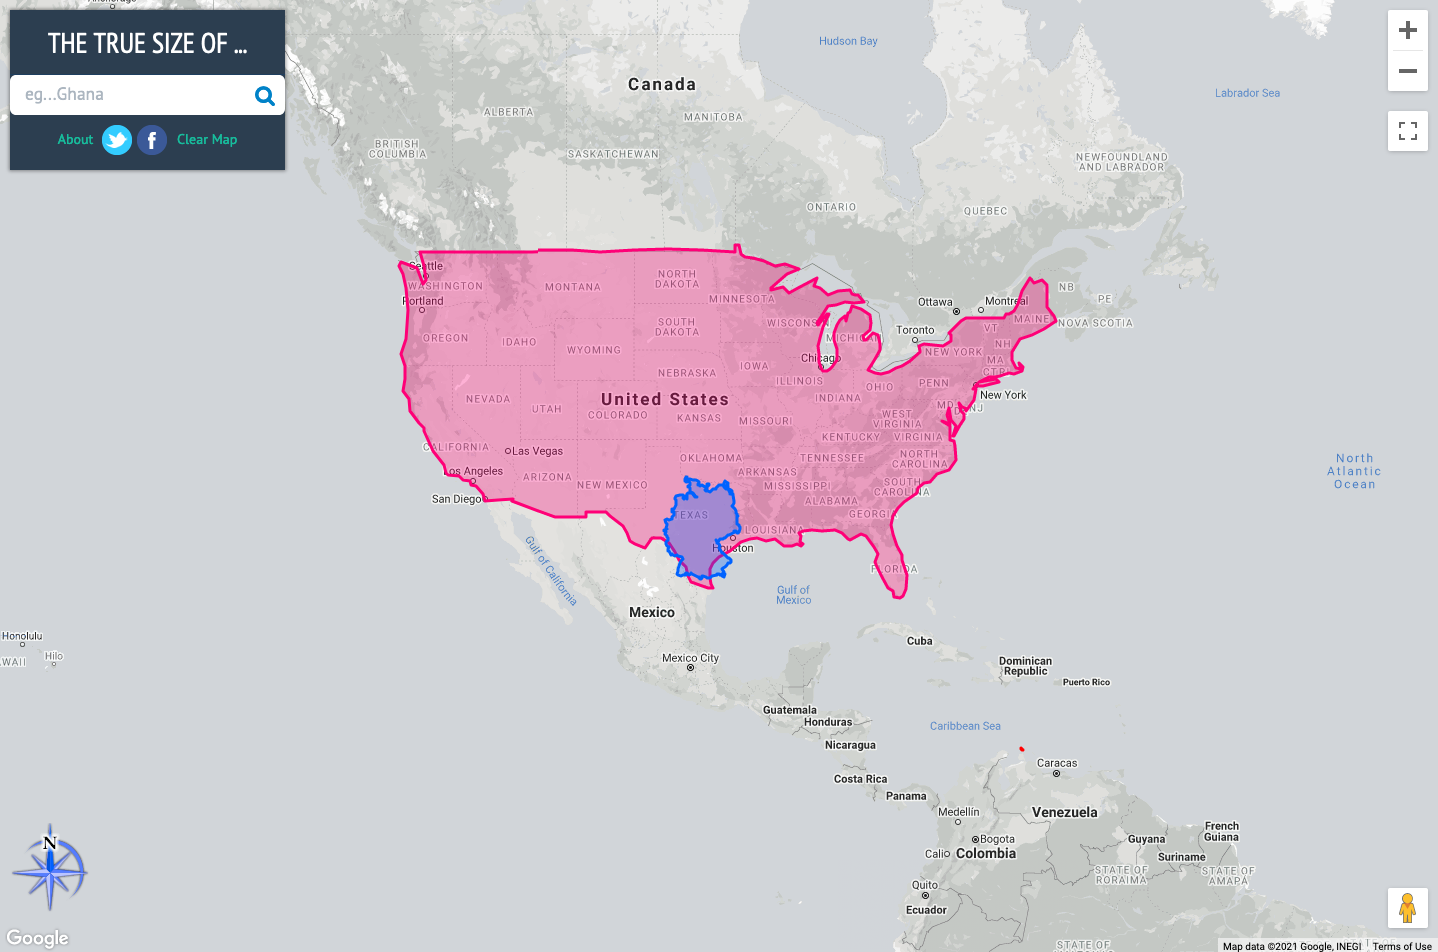 Anchorage
THE TRUE SIZE OF ...
eg...Ghana
About
Clear Map
Hudson Bay
Canada
Labrador Sea
ALBERTA
MANITOBA
BRITISH
COLUMBIA
SASKATCHEWAN
NEWFOUNDLAND
AND LABRADOR
ONTARIO
QUEBEC
Seattle
WASHINGTON
MONTANA
NORTH
DAKOTA
MINNESOTA
Ottawa
Montreal
NB
PE
Portland
MAINE
NOVA SCOTIA
OREGON
IDAHO
SOUTH
DAKOTA
WISCONSIN
MICHIGAN
Toronto
VT
NH
WYOMING
Chicago
NEW YORK
MA
CT RI
NEBRASKA
IOWA
ILLINOIS
OHIO
PENN
NEVADA
UTAH
United States
COLORADO
KANSAS
INDIANA
New York
MISSOURI
WEST
VIRGINIA
MD
DE
NJ
KENTUCKY
VIRGINIA
CALIFORNIA
Las Vegas
OKLAHOMA
TENNESSEE
NORTH
CAROLINA
North
Atlantic
Ocean
Los Angeles
ARIZONA
NEW MEXICO
ARKANSAS
MISSISSIPPI
SOUTH
CAROLINA
San Diego
ALABAMA
GEORGIA
TEXAS
LOUISIANA
Houston
FLORIDA
Gulf of California
Gulf of
Mexico
Mexico
Honolulu
WAII
Hilo
Cuba
Mexico City
Dominican
Republic
Puerto Rico
Guatemala
Honduras
Caribbean Sea
Nicaragua
Caracas
Costa Rica
Panama
Medellín
Venezuela
French
Guiana
Guyana
Bogota
Cali
Colombia
Suriname
STATE OF
RORAIMA
STATE OF
AMAPÁ
Quito
Ecuador
N
Google
STATE OF
Map data ©2021 Google, INEGI
Terms of Use